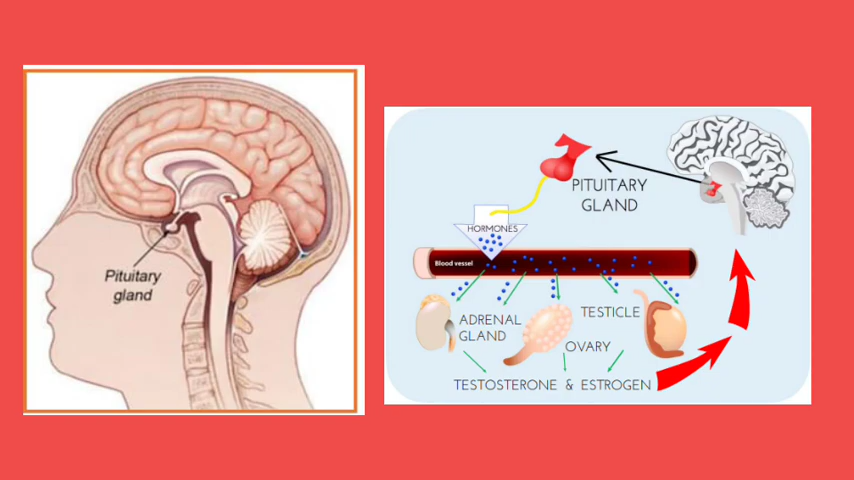 Pituitary
gland
PITUITARY
GLAND
HORMONES
Blood vessel
ADRENAL
GLAND
TESTICLE
OVARY
TESTOSTERONE & ESTROGEN